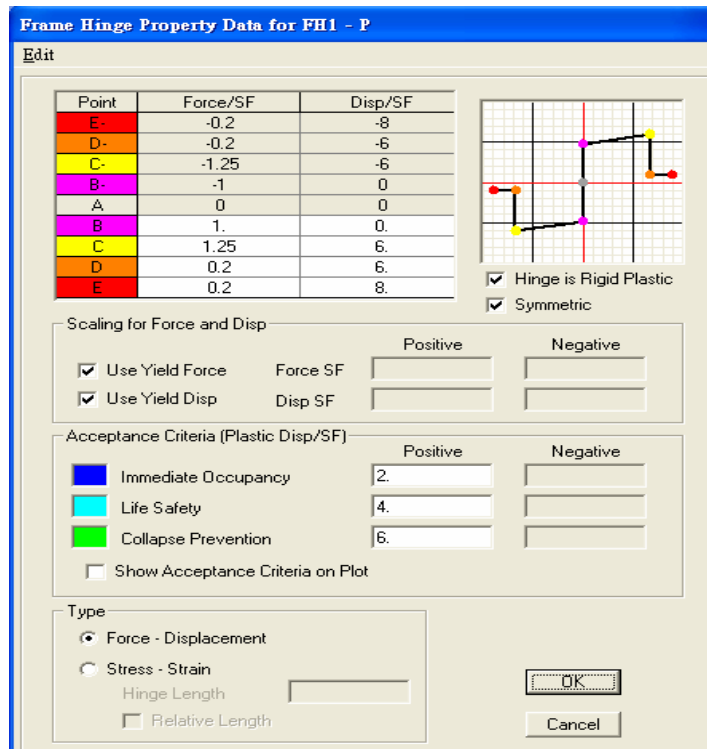 Frame Hinge Property Data for FH1 - P
Edit
Point Force/SF Disp/SF
E- -0.2 -8
D- -0.2 -6
C- -1.25 -6
B- -1 0
A 0 0
B 1. 0.
C 1.25 6.
D 0.2 6.
E 0.2 8.
Hinge is Rigid Plastic
Symmetric
Scaling for Force and Disp
Positive Negative
Use Yield Force Force SF
Use Yield Disp Disp SF
Acceptance Criteria (Plastic Disp/SF)
Positive Negative
Immediate Occupancy 2.
Life Safety 4.
Collapse Prevention 6.
Show Acceptance Criteria on Plot
Type
Force - Displacement
Stress - Strain
Hinge Length
Relative Length
OK
Cancel